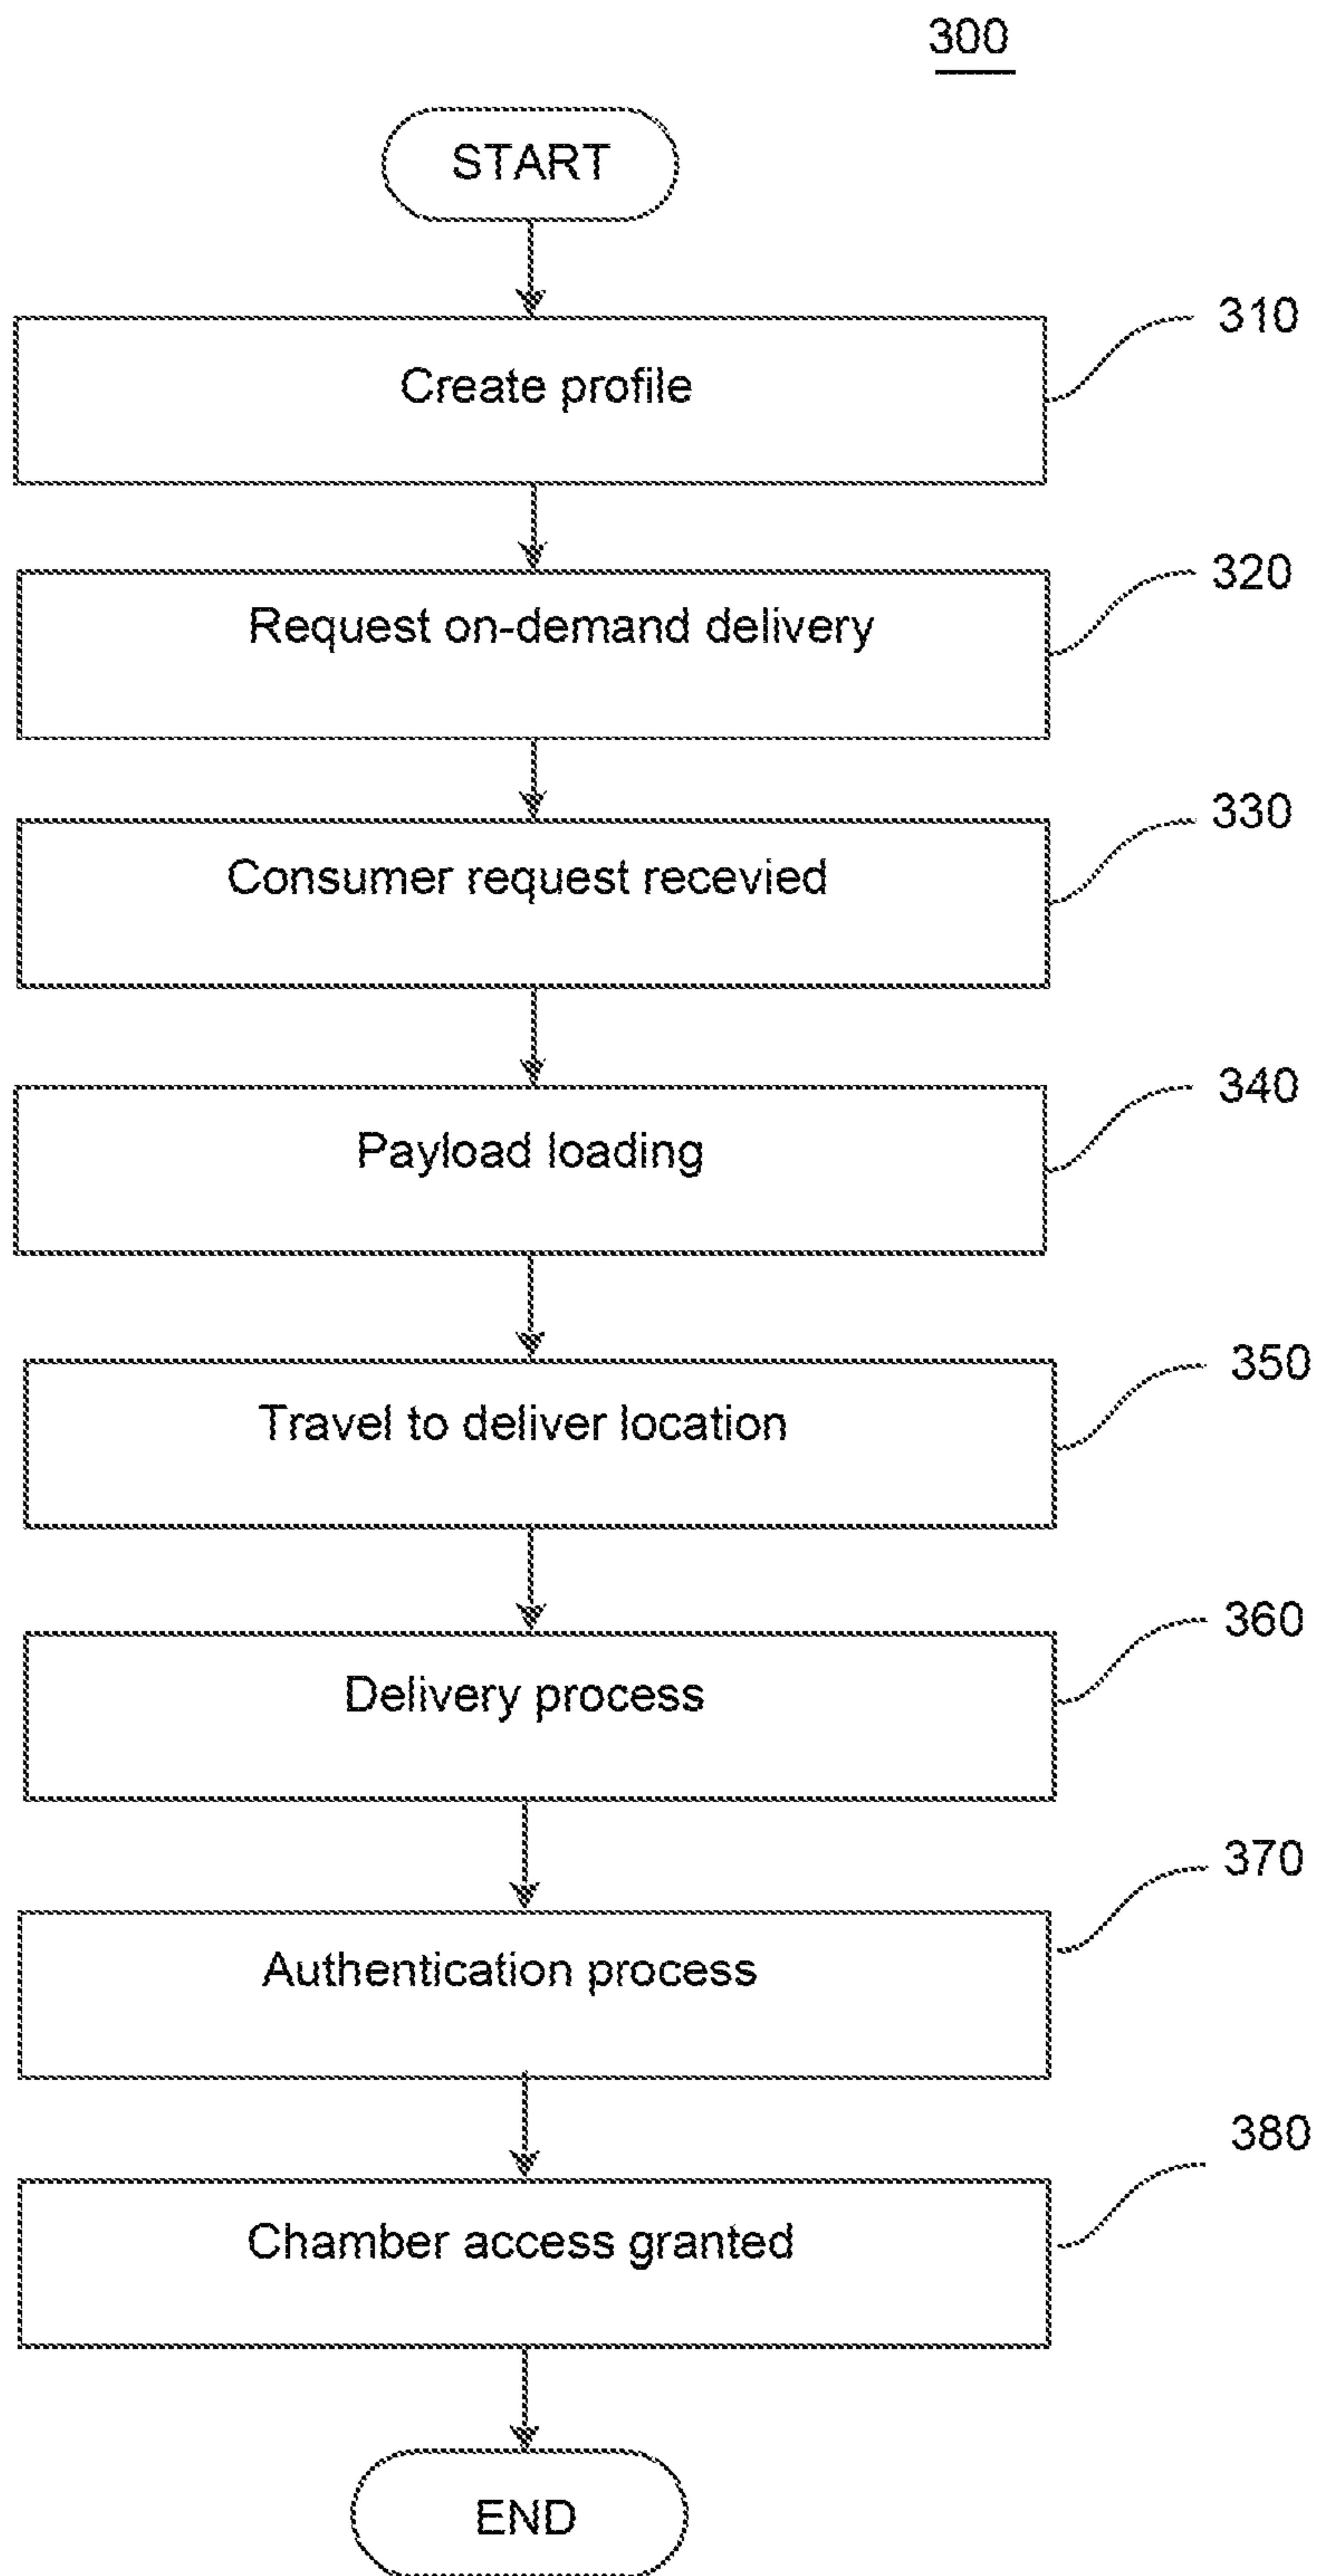 300
START
310
Create profile
320
Request on-demand delivery
330
Consumer request recevied
340
Payload loading
350
Travel to deliver location
360
Delivery process
370
Authentication process
380
Chamber access granted
END